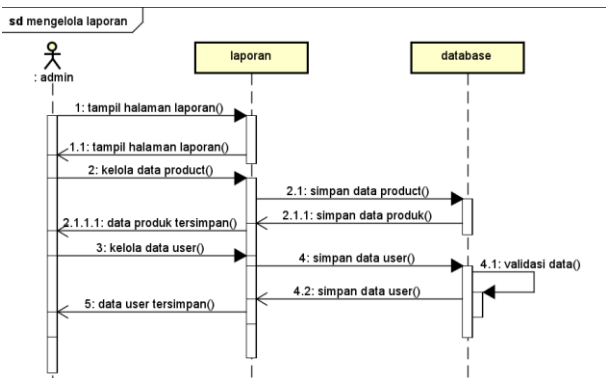 sd mengelola laporan
: admin
laporan
database
1: tampil halaman laporan()
1.1: tampil halaman laporan()
2: kelola data product()
2.1: simpan data product()
2.1.1: simpan data produk()
2.1.1.1: data produk tersimpan()
3: kelola data user()
4: simpan data user()
4.1: validasi data()
4.2: simpan data user()
5: data user tersimpan()